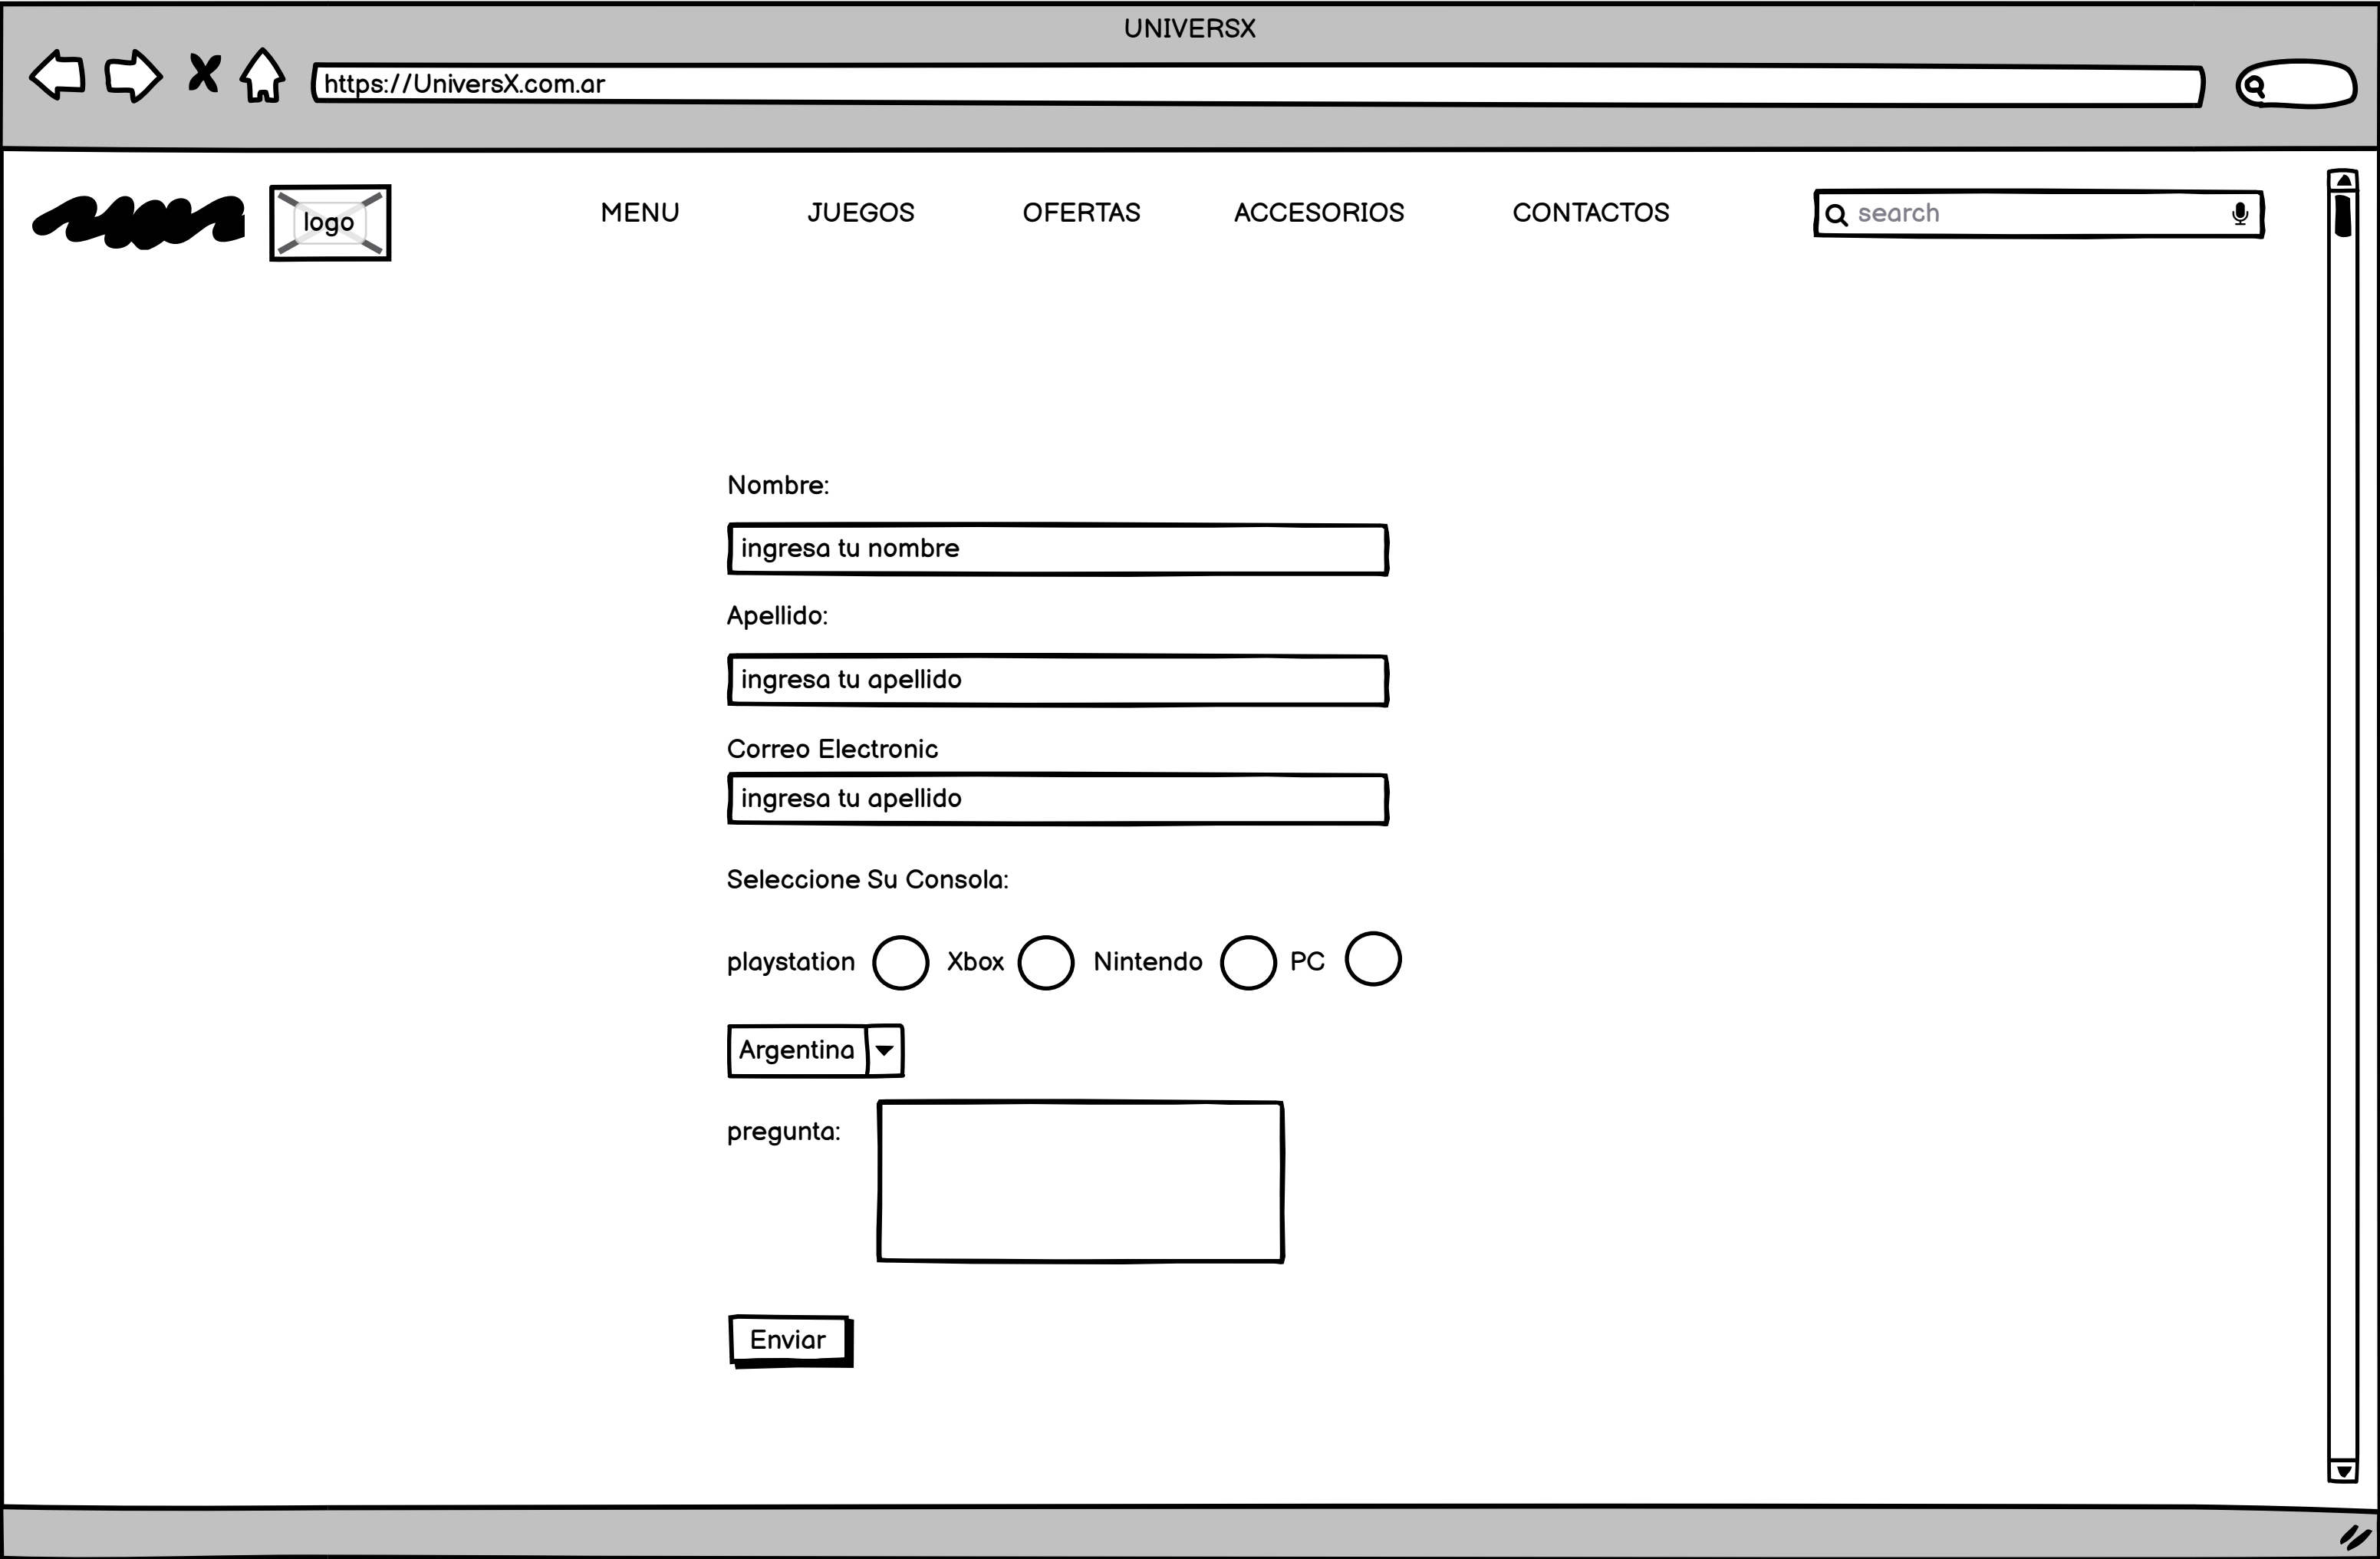 UNIVERSX
https://UniversX.com.ar
logo MENU JUEGOS OFERTAS ACCESORIOS CONTACTOS search
Nombre:
ingresa tu nombre
Apellido:
ingresa tu apellido
Correo Electronic
ingresa tu apellido
Seleccione Su Consola:
playstation Xbox Nintendo PC
Argentina
pregunta:
Enviar